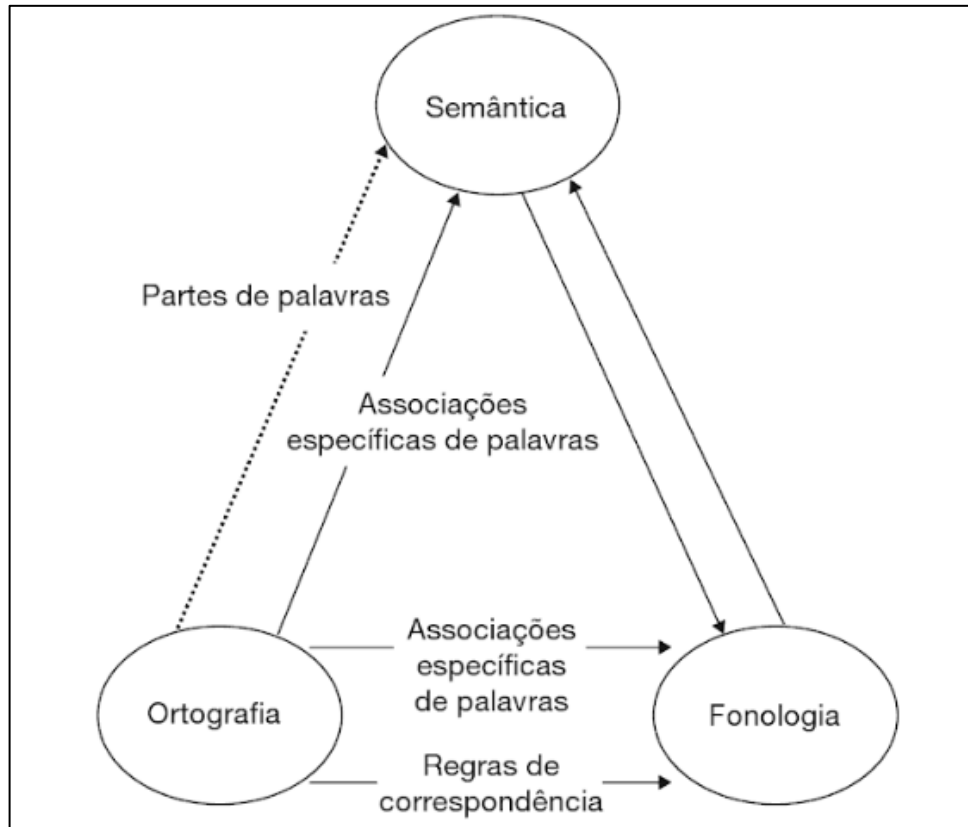 Semântica
Partes de palavras
Associações
específicas de palavras
Associações
específicas
de palavras
Ortografia
Fonologia
Regras de
correspondência